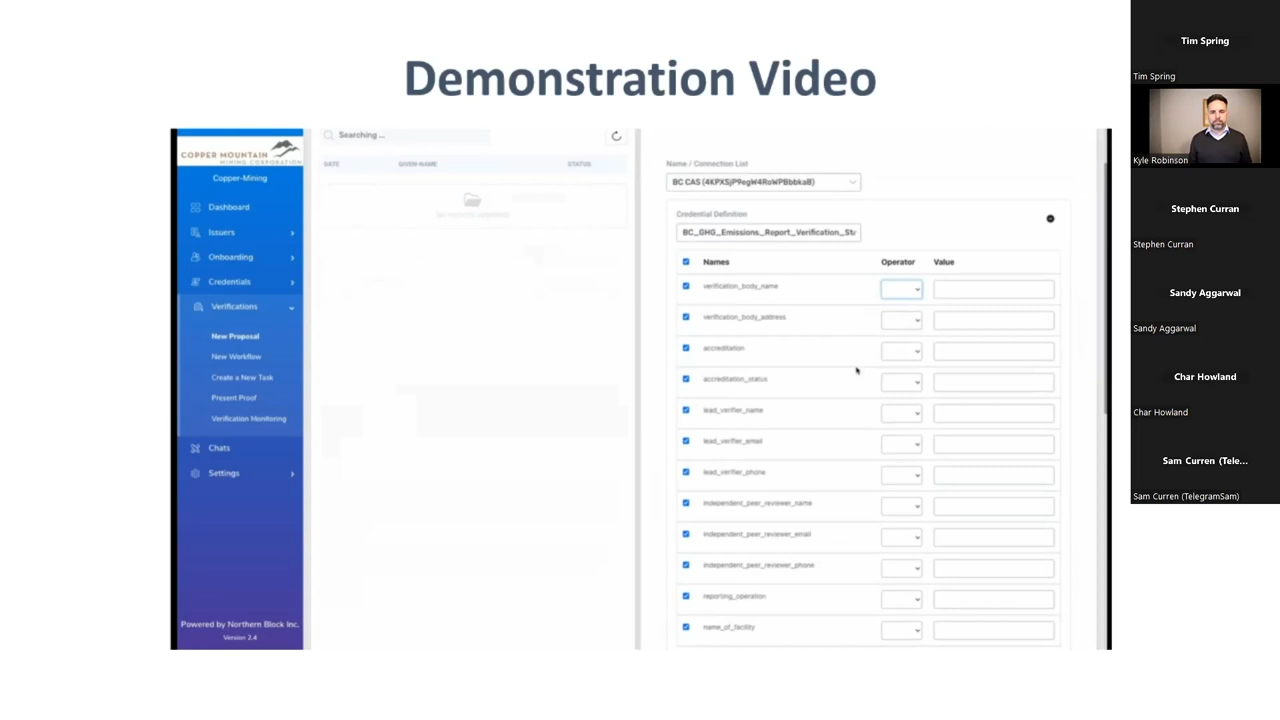 Demonstration Video
COPPER MOUNTAIN
MINING CORPORATION
Copper-Mining
Dashboard
Issuers
Onboarding
Credentials
Verifications
New Proposal
New Workflow
Create a New Task
Present Proof
Verification Monitoring
Chats
Settings
Powered by Northern Block Inc.
Version 2.4
Searching ...
DATE GIVEN-NAME STATUS
Name / Connection List
BC CAS
Credential Definition
BC_GHG_Emissions_Report_Verification_St
Names Operator Value
verification_body_name
verification_body_address
accreditation
accreditation_status
lead_verifier_name
lead_verifier_email
lead_verifier_phone
independent_peer_reviewer_name
independent_peer_reviewer_email
independent_peer_reviewer_phone
reporting_operation
name_of_facility
Tim Spring
Tim Spring
Kyle Robinson
Stephen Curran
Stephen Curran
Sandy Aggarwal
Sandy Aggarwal
Char Howland
Char Howland
Sam Curren (Tele...
Sam Curren (TelegramSam)